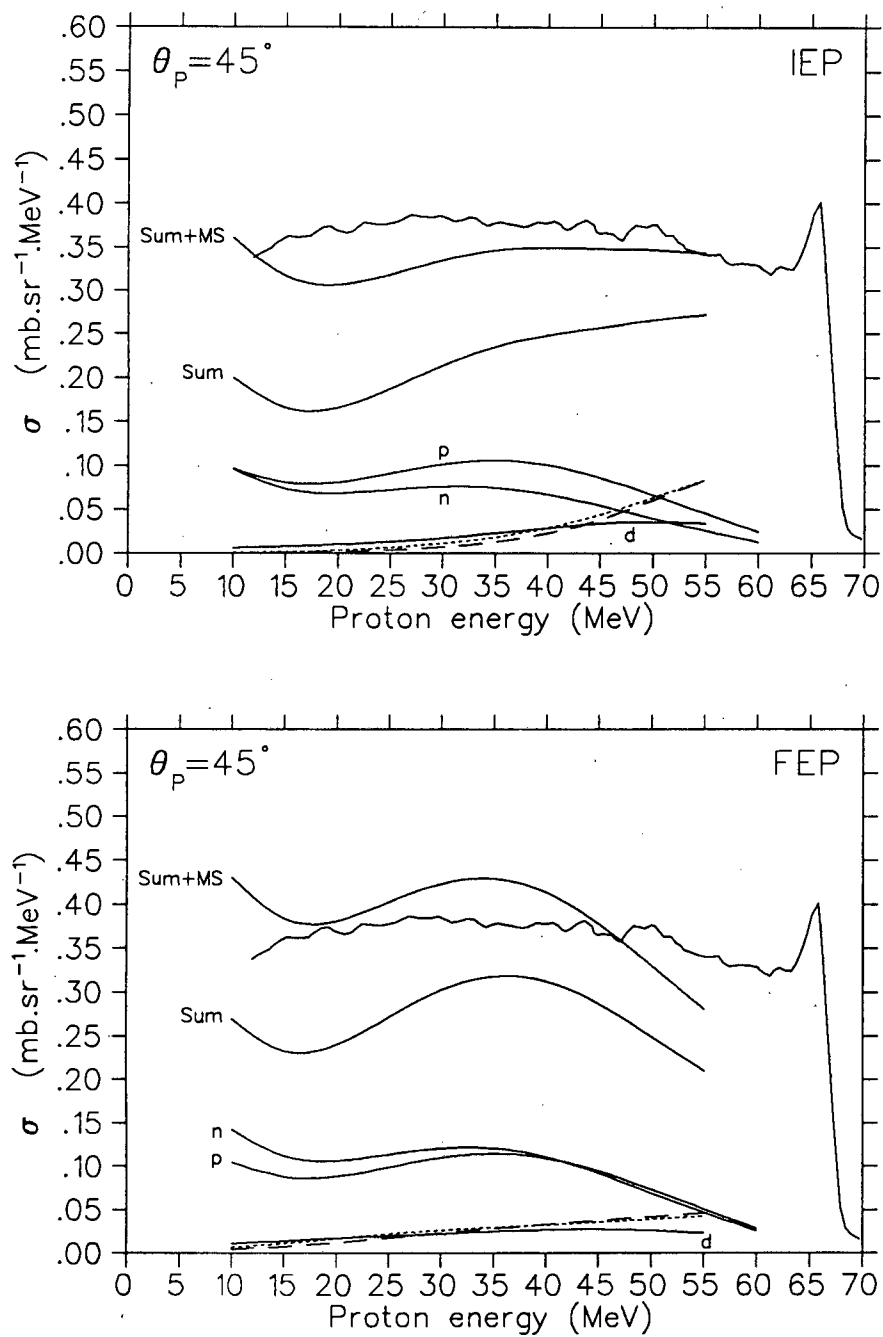 θP=45° IEP
.60
.55
.50
.45
.40
.35
.30
.25
.20
.15
.10
.05
.00
σ (mb.sr⁻¹.MeV⁻¹)
Sum+MS
Sum
p
n
d
0 5 10 15 20 25 30 35 40 45 50 55 60 65 70
Proton energy (MeV)
θP=45° FEP
.60
.55
.50
.45
.40
.35
.30
.25
.20
.15
.10
.05
.00
σ (mb.sr⁻¹.MeV⁻¹)
Sum+MS
Sum
n
p
d
0 5 10 15 20 25 30 35 40 45 50 55 60 65 70
Proton energy (MeV)